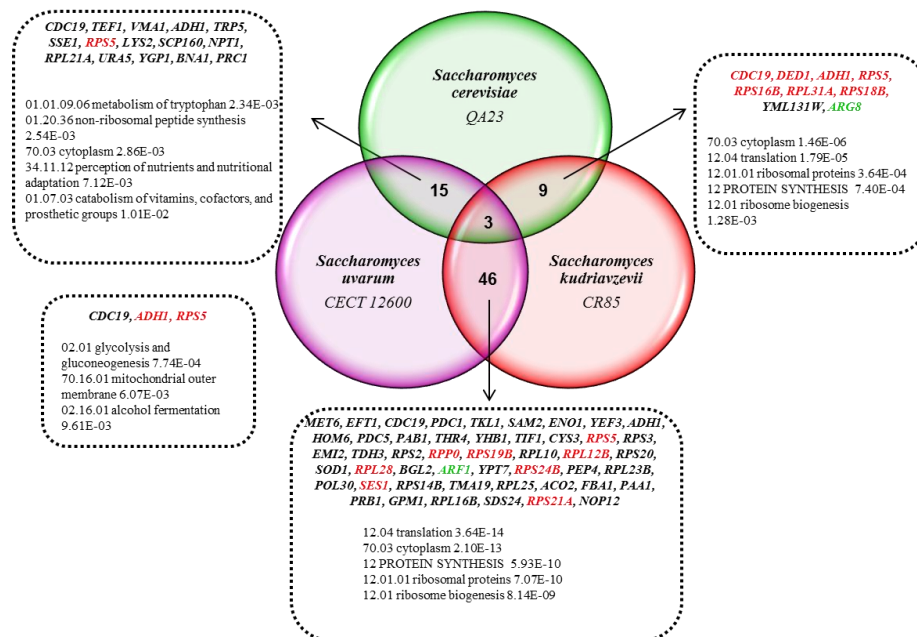 CDC19, TEF1, VMA1, ADH1, TRP5,
SSE1, RPS5, LYS2, SCP160, NPT1,
RPL21A, URA5, YGP1, BNA1, PRC1
01.01.09.06 metabolism of tryptophan 2.34E-03
01.20.36 non-ribosomal peptide synthesis
2.54E-03
70.03 cytoplasm 2.86E-03
34.11.12 perception of nutrients and nutritional
adaptation 7.12E-03
01.07.03 catabolism of vitamins, cofactors, and
prosthetic groups 1.01E-02
Saccharomyces
cerevisiae
QA23
CDC19, DED1, ADH1, RPS5,
RPS16B, RPL31A, RPS18B,
YML131W, ARG8
70.03 cytoplasm 1.46E-06
12.04 translation 1.79E-05
12.01.01 ribosomal proteins 3.64E-04
12 PROTEIN SYNTHESIS 7.40E-04
12.01 ribosome biogenesis
1.28E-03
15
9
3
46
Saccharomyces
uvarum
CECT 12600
Saccharomyces
kudriavzevii
CR85
CDC19, ADH1, RPS5
02.01 glycolysis and
gluconeogenesis 7.74E-04
70.16.01 mitochondrial outer
membrane 6.07E-03
02.16.01 alcohol fermentation
9.61E-03
MET6, EFT1, CDC19, PDC1, TKL1, SAM2, ENO1, YEF3, ADH1,
HOM6, PDC5, PAB1, THR4, YHB1, TIF1, CYS3, RPS5, RPS3,
EMI2, TDH3, RPS2, RPP0, RPS19B, RPL10, RPL12B, RPS20,
SOD1, RPL28, BGL2, ARF1, YPT7, RPS24B, PEP4, RPL23B,
POL30, SES1, RPS14B, TMA19, RPL25, ACO2, FBA1, PAA1,
PRB1, GPM1, RPL16B, SDS24, RPS21A, NOP12
12.04 translation 3.64E-14
70.03 cytoplasm 2.10E-13
12 PROTEIN SYNTHESIS 5.93E-10
12.01.01 ribosomal proteins 7.07E-10
12.01 ribosome biogenesis 8.14E-09